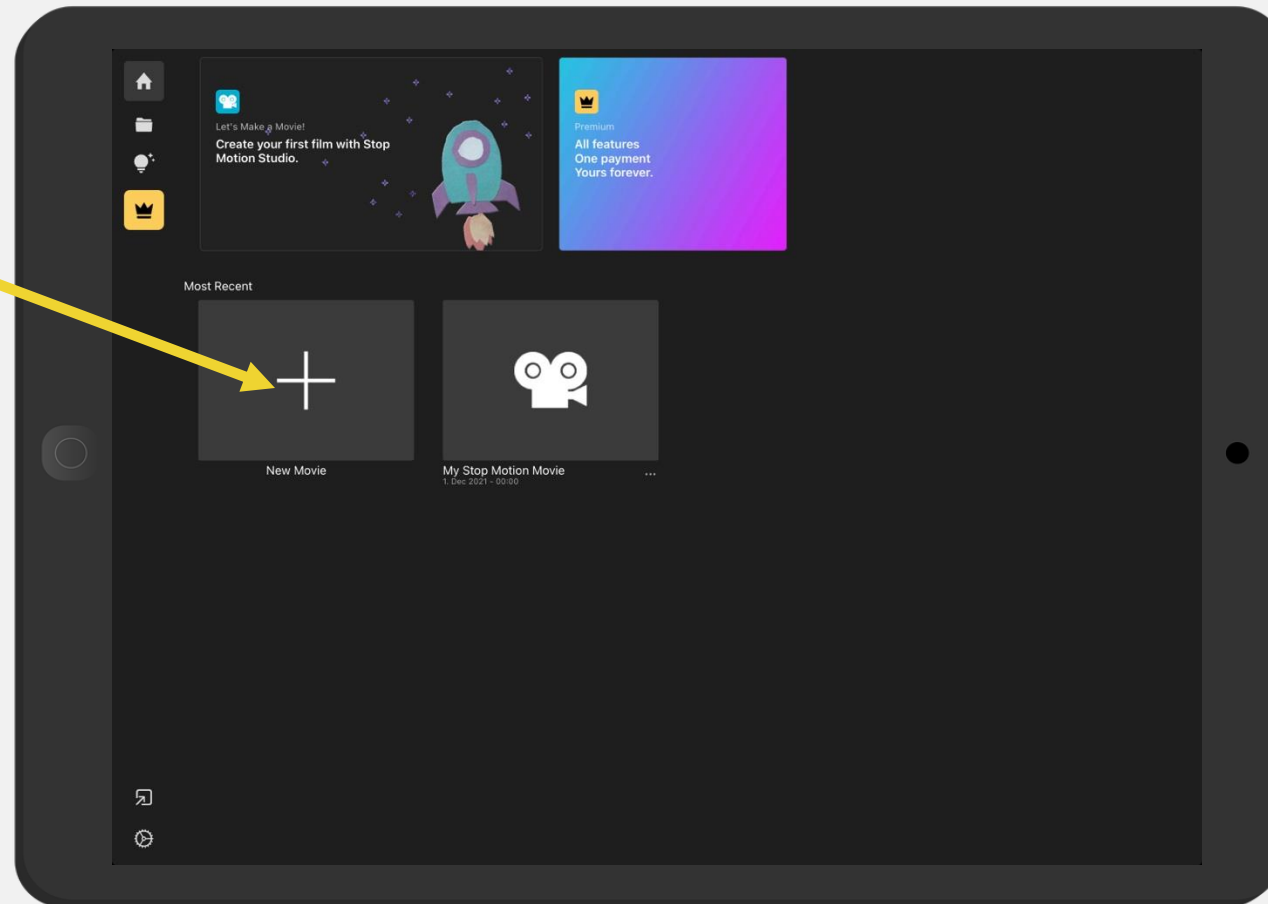 Let's Make a Movie!
Create your first film with Stop
Motion Studio.
Premium
All features
One payment
Yours forever.
Most Recent
New Movie
My Stop Motion Movie
1. Dec 2021 - 00:00